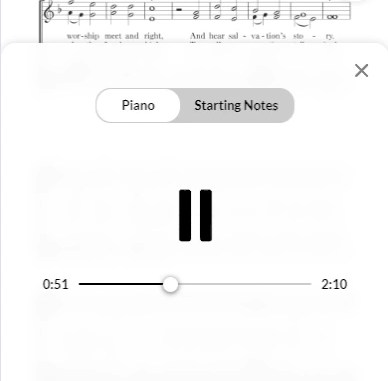 wor-ship meet and right, And hear sal - va-tion's sto - ry.
Piano Starting Notes
0:51 2:10